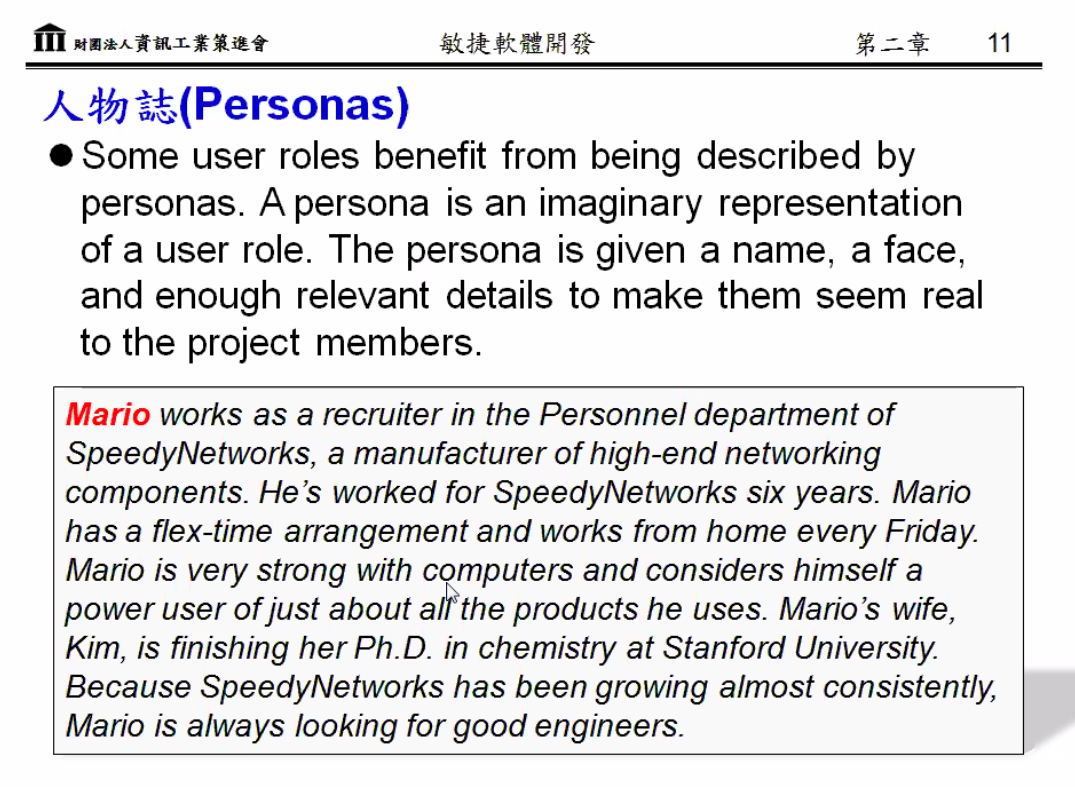 財團法人資訊工業策進會 敏捷軟體開發 第二章 11
人物誌(Personas)
● Some user roles benefit from being described by
personas. A persona is an imaginary representation
of a user role. The persona is given a name, a face,
and enough relevant details to make them seem real
to the project members.
Mario works as a recruiter in the Personnel department of
SpeedyNetworks, a manufacturer of high-end networking
components. He’s worked for SpeedyNetworks six years. Mario
has a flex-time arrangement and works from home every Friday.
Mario is very strong with computers and considers himself a
power user of just about all the products he uses. Mario’s wife,
Kim, is finishing her Ph.D. in chemistry at Stanford University.
Because SpeedyNetworks has been growing almost consistently,
Mario is always looking for good engineers.